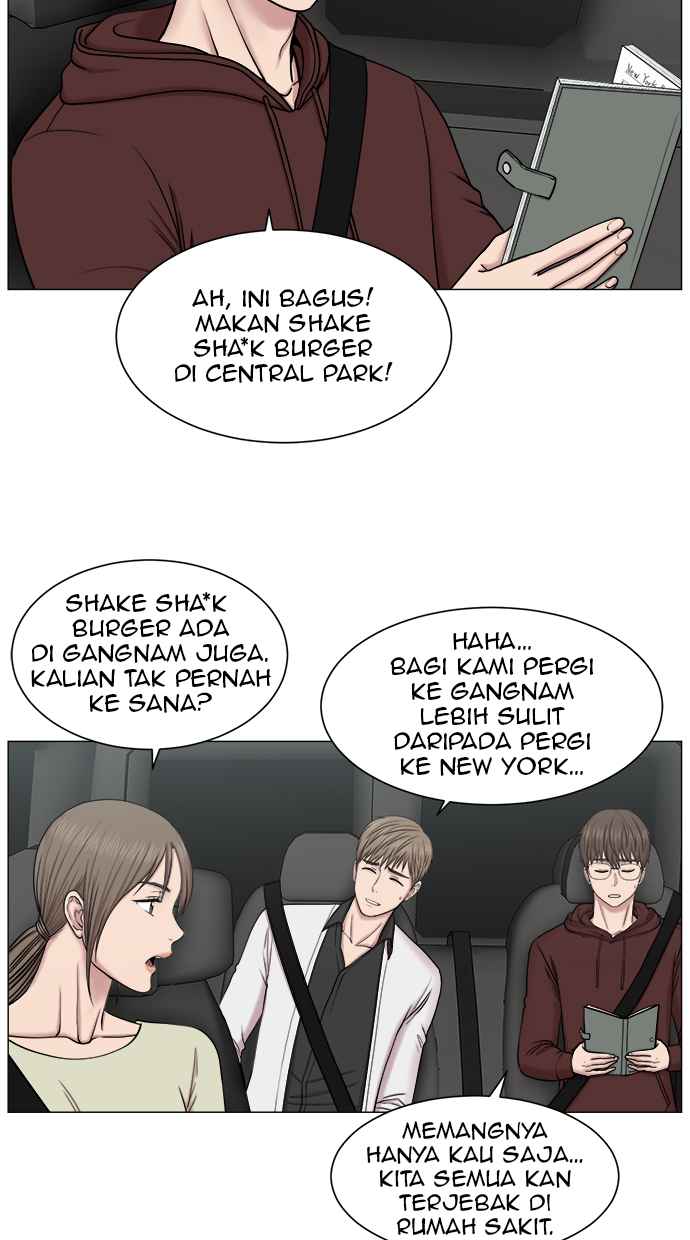 New York
AH, INI BAGUS!
MAKAN SHAKE
SHA*K BURGER
DI CENTRAL PARK!
SHAKE SHA*K
BURGER ADA
DI GANGNAM JUGA.
KALIAN TAK PERNAH
KE SANA?
HAHA...
BAGI KAMI PERGI
KE GANGNAM
LEBIH SULIT
DARIPADA PERGI
KE NEW YORK...
MEMANGNYA
HANYA KAU SAJA...
KITA SEMUA KAN
TERJEBAK DI
RUMAH SAKIT.